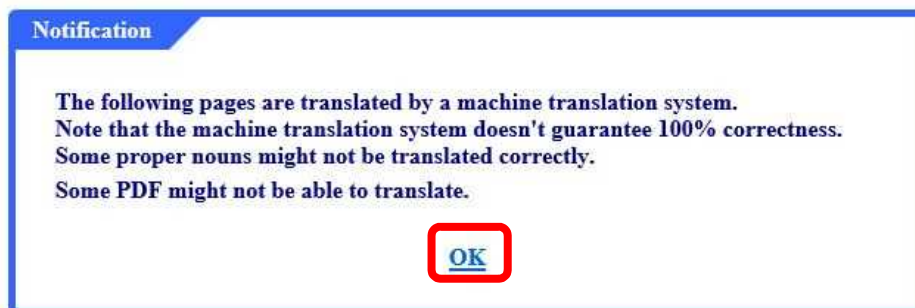 Notification
The following pages are translated by a machine translation system.
Note that the machine translation system doesn't guarantee 100% correctness.
Some proper nouns might not be translated correctly.
Some PDF might not be able to translate.
OK